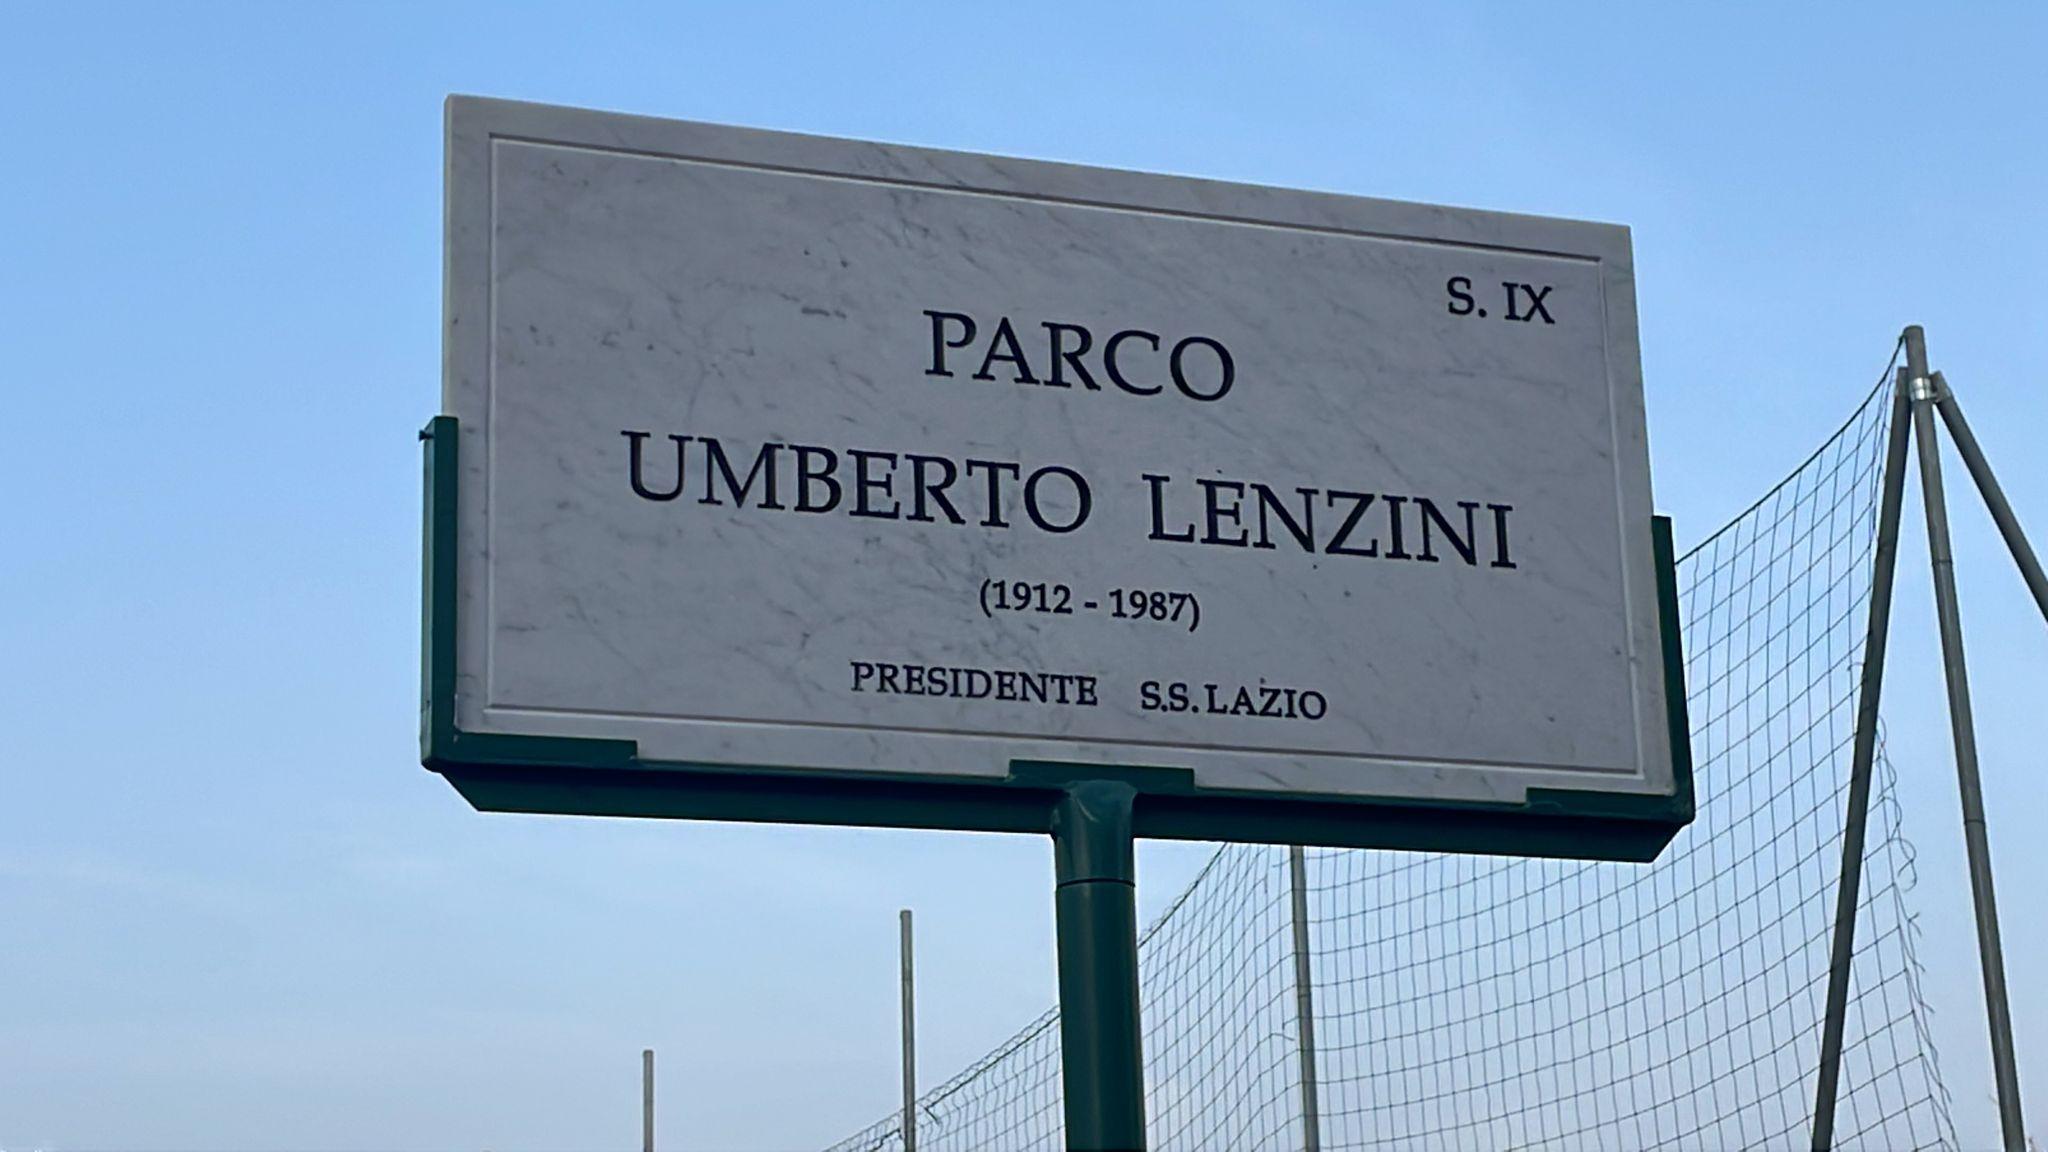 S. IX
PARCO
UMBERTO LENZINI
(1912 - 1987)
PRESIDENTE S.S. LAZIO